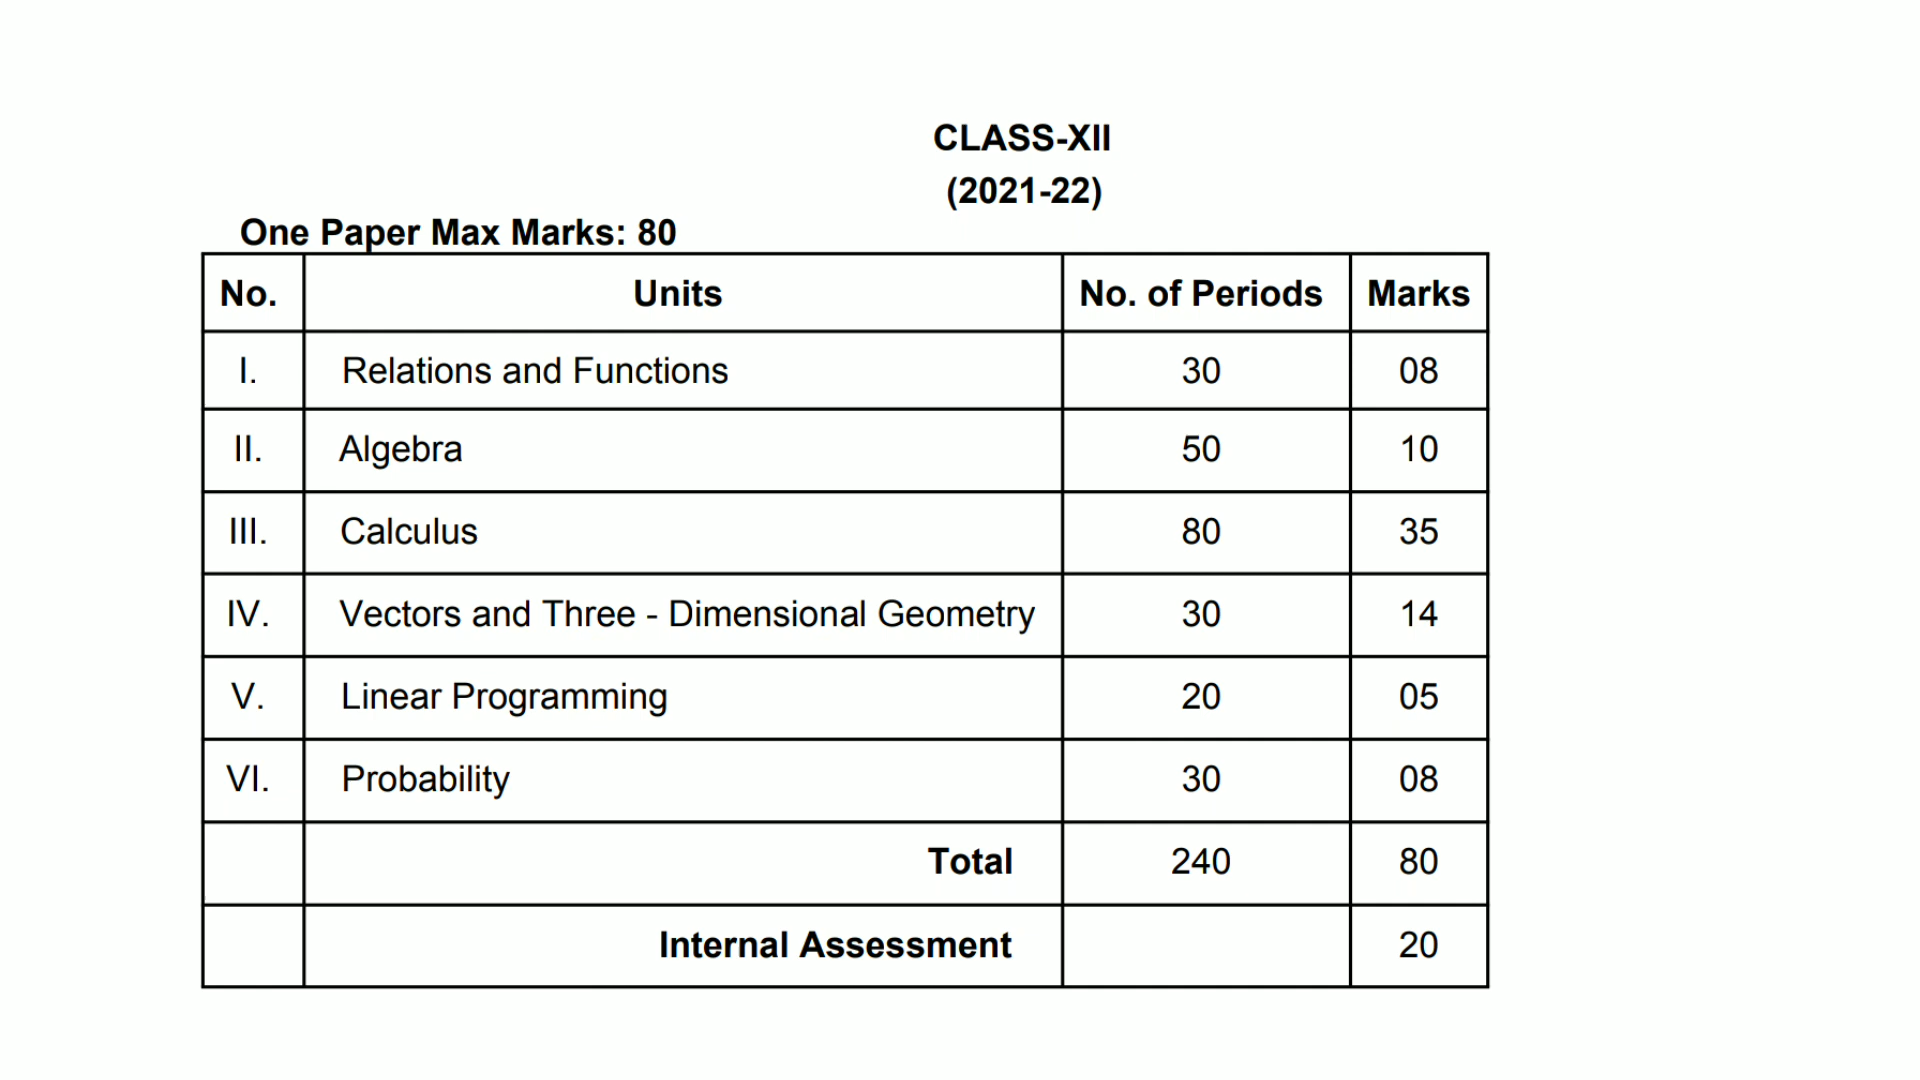 CLASS-XII
(2021-22)
One Paper Max Marks: 80
No. Units No. of Periods Marks
I. Relations and Functions 30 08
II. Algebra 50 10
III. Calculus 80 35
IV. Vectors and Three - Dimensional Geometry 30 14
V. Linear Programming 20 05
VI. Probability 30 08
Total 240 80
Internal Assessment 20